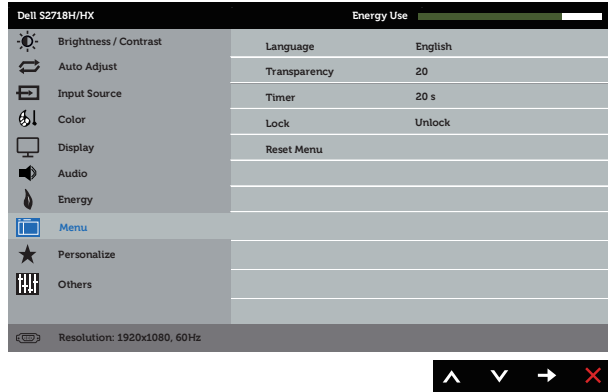 Dell S2718H/HX Energy Use
Brightness / Contrast
Auto Adjust
Input Source
Color
Display
Audio
Energy
Menu
Personalize
Others
Language English
Transparency 20
Timer 20 s
Lock Unlock
Reset Menu
Resolution: 1920x1080, 60Hz